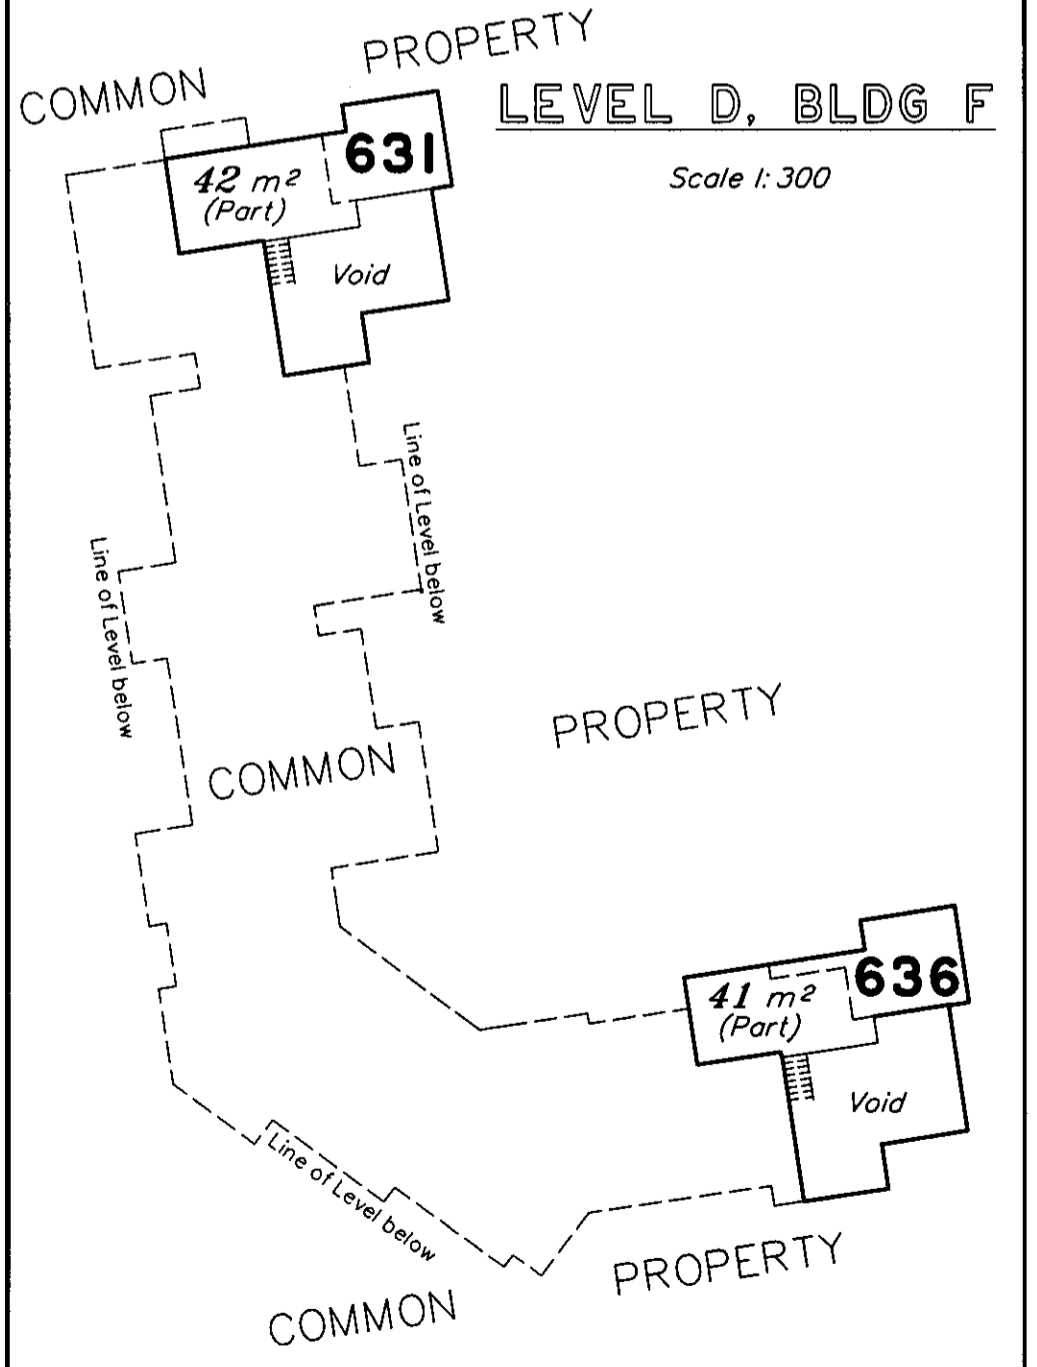 COMMON PROPERTY
LEVEL D, BLDG F
Scale 1:300
631
42 m²
(Part)
Void
Line of Level below
Line of Level below
COMMON PROPERTY
636
41 m²
(Part)
Void
Line of Level below
COMMON PROPERTY